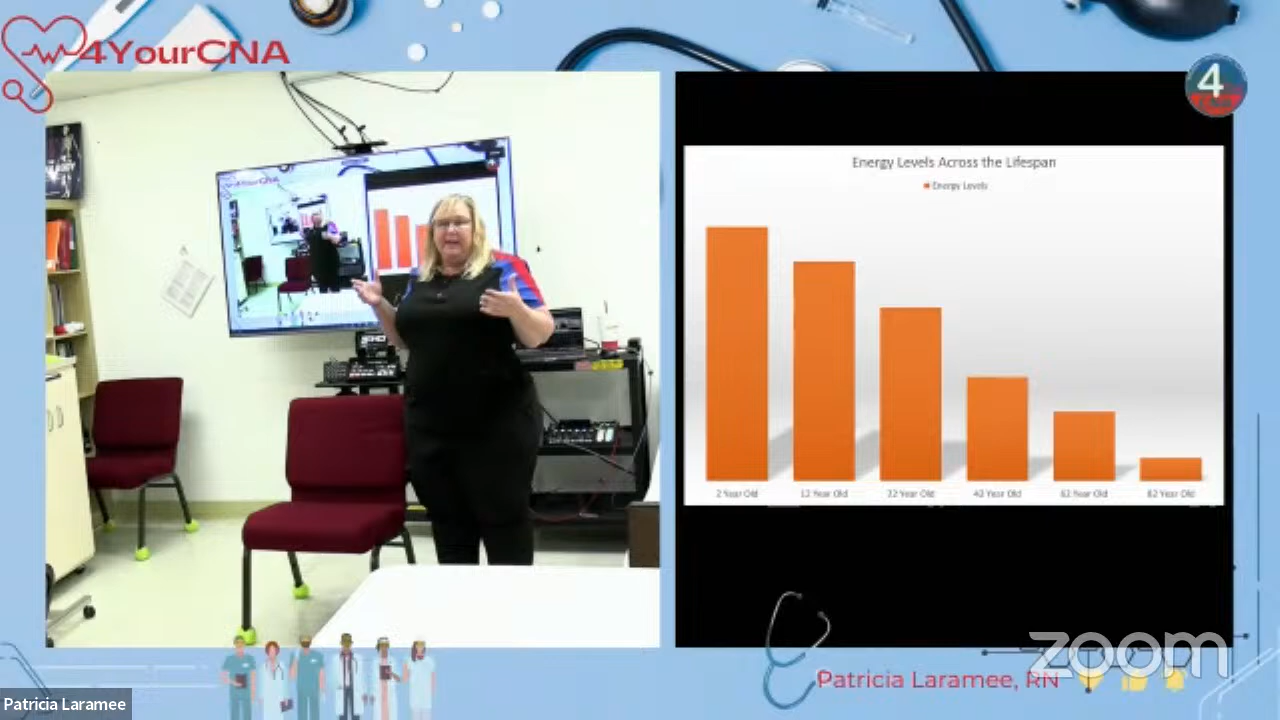 4YourCNA
4
Energy Levels Across the Lifespan
Energy Levels
2 Year Old
12 Year Old
22 Year Old
42 Year Old
62 Year Old
82 Year Old
Patricia Laramee, RN
zoom
Patricia Laramee